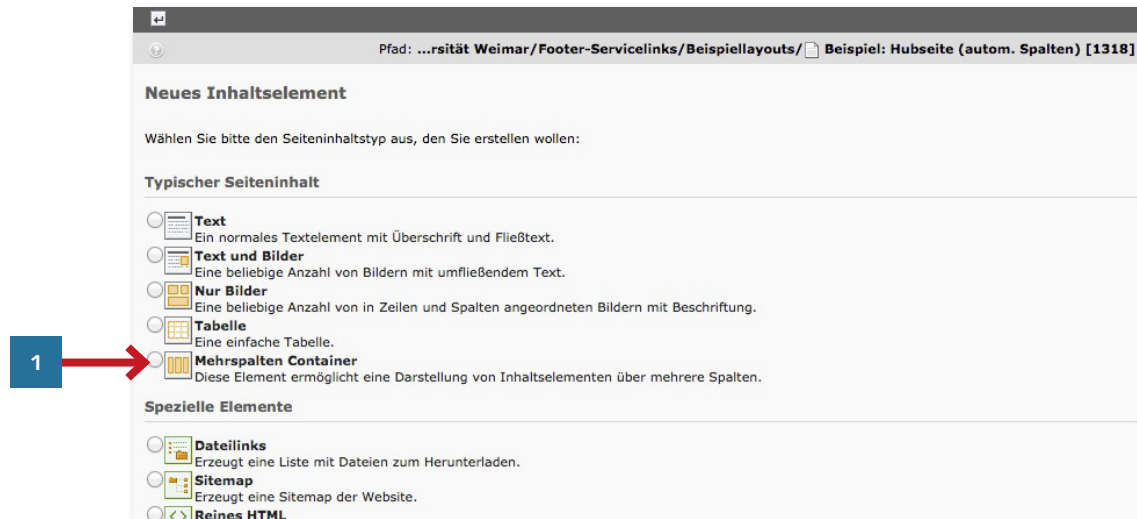 Pfad: ...rsität Weimar/Footer-Servicelinks/Beispiellayouts/ Beispiel: Hubseite (autom. Spalten) [1318]
Neues Inhaltselement
Wählen Sie bitte den Seiteninhaltstyp aus, den Sie erstellen wollen:
Typischer Seiteninhalt
Text
Ein normales Textelement mit Überschrift und Fließtext.
Text und Bilder
Eine beliebige Anzahl von Bildern mit umfließendem Text.
Nur Bilder
Eine beliebige Anzahl von in Zeilen und Spalten angeordneten Bildern mit Beschriftung.
Tabelle
Eine einfache Tabelle.
1
Mehrspalten Container
Diese Element ermöglicht eine Darstellung von Inhaltselementen über mehrere Spalten.
Spezielle Elemente
Dateilinks
Erzeugt eine Liste mit Dateien zum Herunterladen.
Sitemap
Erzeugt eine Sitemap der Website.
Reines HTML